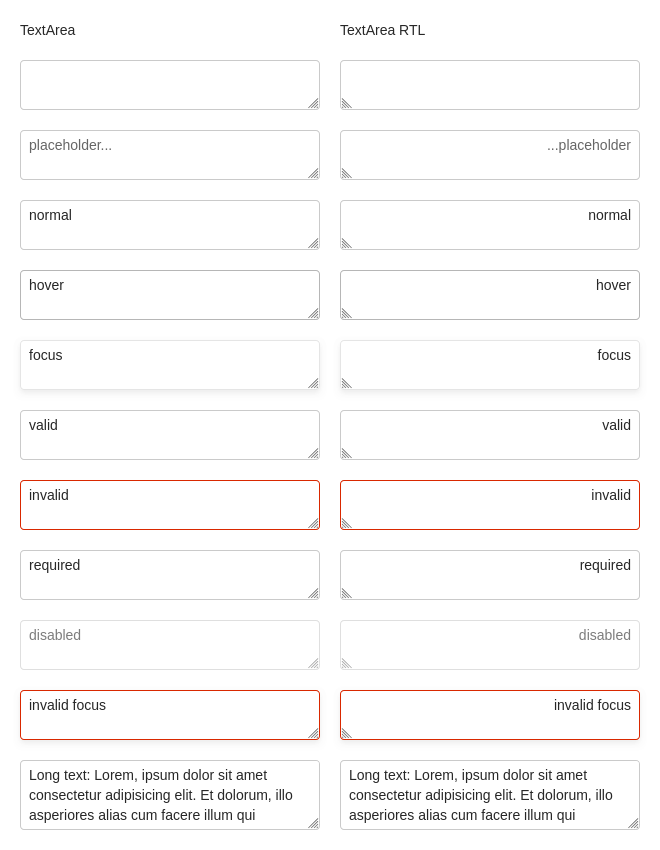 TextArea
TextArea RTL
placeholder...
...placeholder
normal
normal
hover
hover
focus
focus
valid
valid
invalid
invalid
required
required
disabled
disabled
invalid focus
invalid focus
Long text: Lorem, ipsum dolor sit amet
consectetur adipisicing elit. Et dolorum, illo
asperiores alias cum facere illum qui
Long text: Lorem, ipsum dolor sit amet
consectetur adipisicing elit. Et dolorum, illo
asperiores alias cum facere illum qui